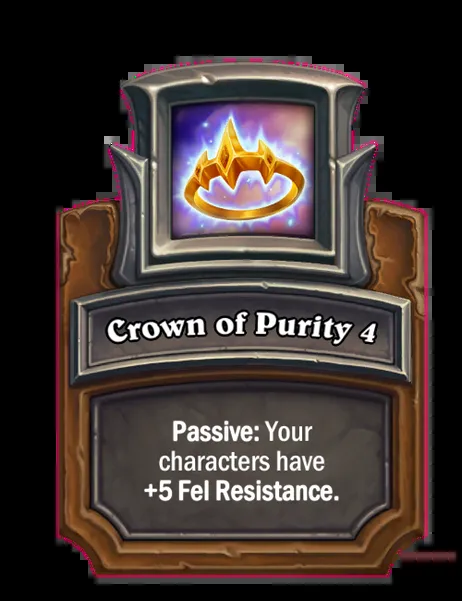 Crown of Purity 4
Passive: Your
characters have
+5 Fel Resistance.